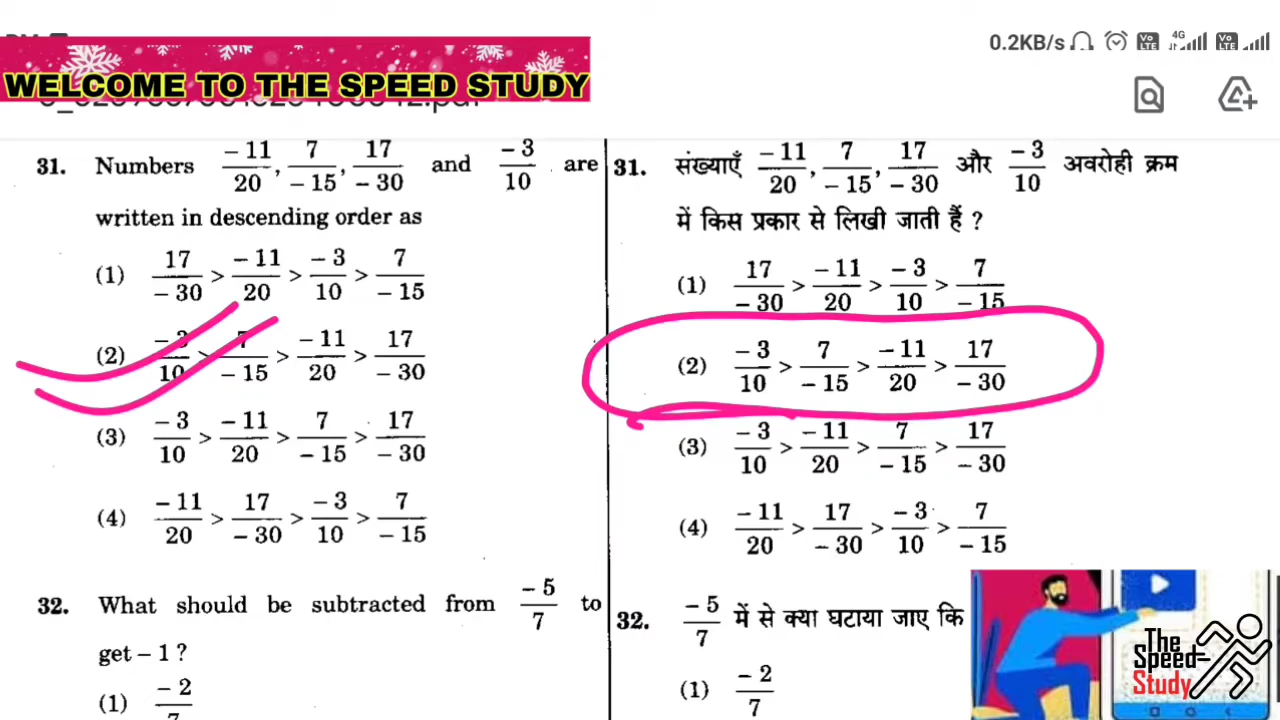 0.2KB/s Vo LTE 4G Vo LTE
WELCOME TO THE SPEED STUDY
31. Numbers -11/20, 7/-15, 17/-30 and -3/10 are
written in descending order as
(1) 17/-30 > -11/20 > -3/10 > 7/-15
(2) -3/10 > 7/-15 > -11/20 > 17/-30
(3) -3/10 > -11/20 > 7/-15 > 17/-30
(4) -11/20 > 17/-30 > -3/10 > 7/-15
32. What should be subtracted from -5/7 to
get -1 ?
(1) -2/7
31. संख्याएँ -11/20, 7/-15, 17/-30 और -3/10 अवरोही क्रम
में किस प्रकार से लिखी जाती हैं ?
(1) 17/-30 > -11/20 > -3/10 > 7/-15
(2) -3/10 > 7/-15 > -11/20 > 17/-30
(3) -3/10 > -11/20 > 7/-15 > 17/-30
(4) -11/20 > 17/-30 > -3/10 > 7/-15
32. -5/7 में से क्या घटाया जाए कि
(1) -2/7
The
Speed
Study